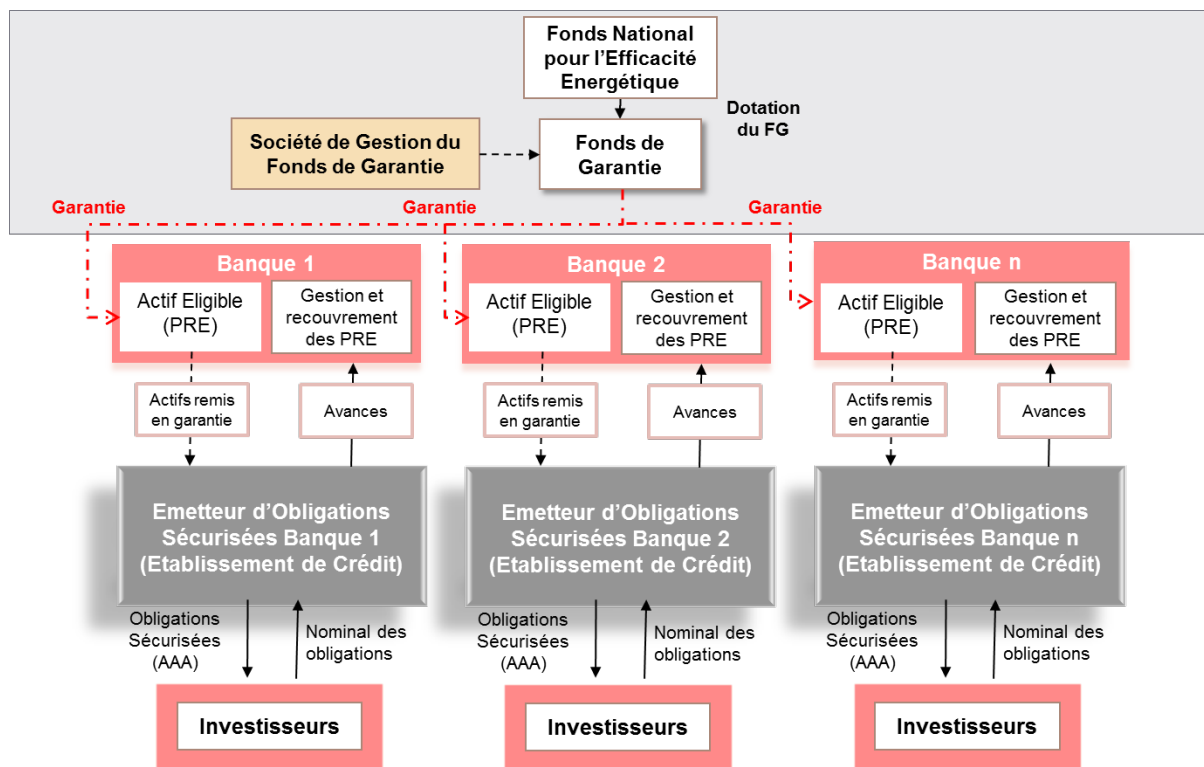 Fonds National
pour l’Efficacité
Energétique
Dotation
du FG
Société de Gestion du
Fonds de Garantie
Fonds de
Garantie
Garantie
Garantie
Garantie
Banque 1
Actif Eligible
(PRE)
Gestion et
recouvrement
des PRE
Banque 2
Actif Eligible
(PRE)
Gestion et
recouvrement
des PRE
Banque n
Actif Eligible
(PRE)
Gestion et
recouvrement
des PRE
Actifs remis
en garantie
Avances
Actifs remis
en garantie
Avances
Actifs remis
en garantie
Avances
Emetteur d’Obligations
Sécurisées Banque 1
(Etablissement de Crédit)
Emetteur d’Obligations
Sécurisées Banque 2
(Etablissement de Crédit)
Emetteur d’Obligations
Sécurisées Banque n
(Etablissement de Crédit)
Obligations
Sécurisées
(AAA)
Nominal des
obligations
Obligations
Sécurisées
(AAA)
Nominal des
obligations
Obligations
Sécurisées
(AAA)
Nominal des
obligations
Investisseurs
Investisseurs
Investisseurs